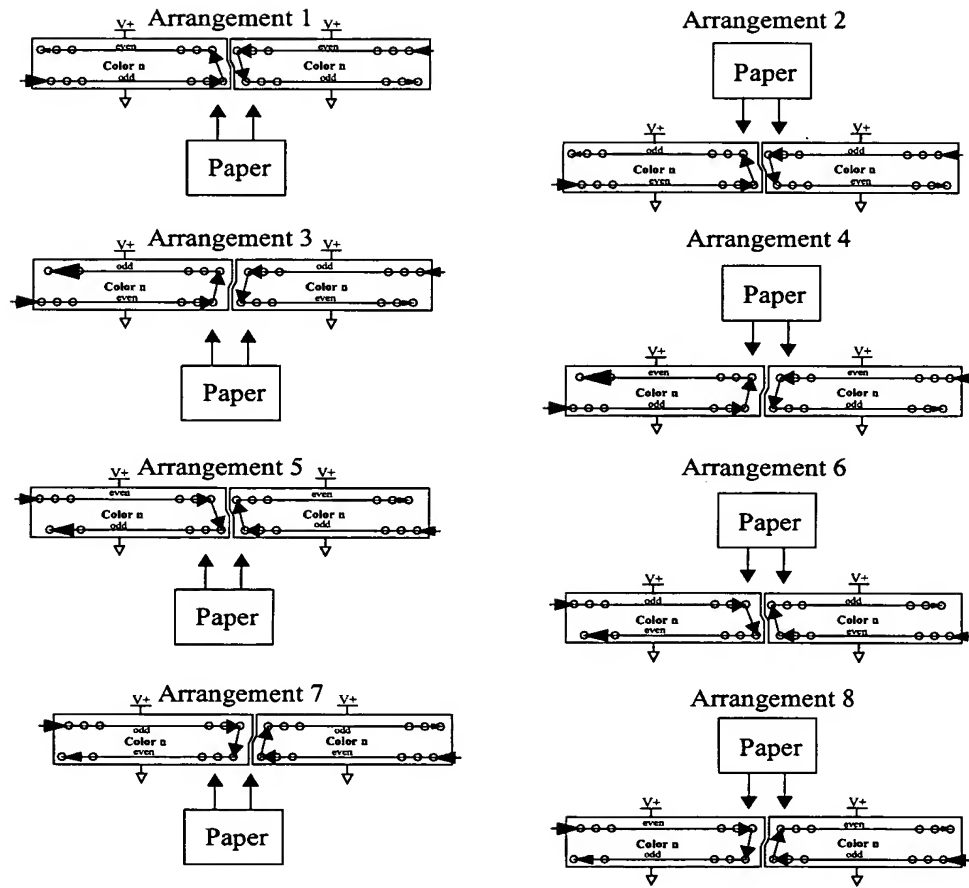 Arrangement 1
V+ V+
even even
Color n Color n
odd odd
Paper
Arrangement 2
Paper
V+ V+
odd odd
Color n Color n
even even
Arrangement 3
V+ V+
odd odd
Color n Color n
even even
Paper
Arrangement 4
Paper
V+ V+
even even
Color n Color n
odd odd
Arrangement 5
V+ V+
even even
Color n Color n
odd odd
Paper
Arrangement 6
Paper
V+ V+
odd odd
Color n Color n
even even
Arrangement 7
V+ V+
odd odd
Color n Color n
even even
Paper
Arrangement 8
Paper
V+ V+
even even
Color n Color n
odd odd